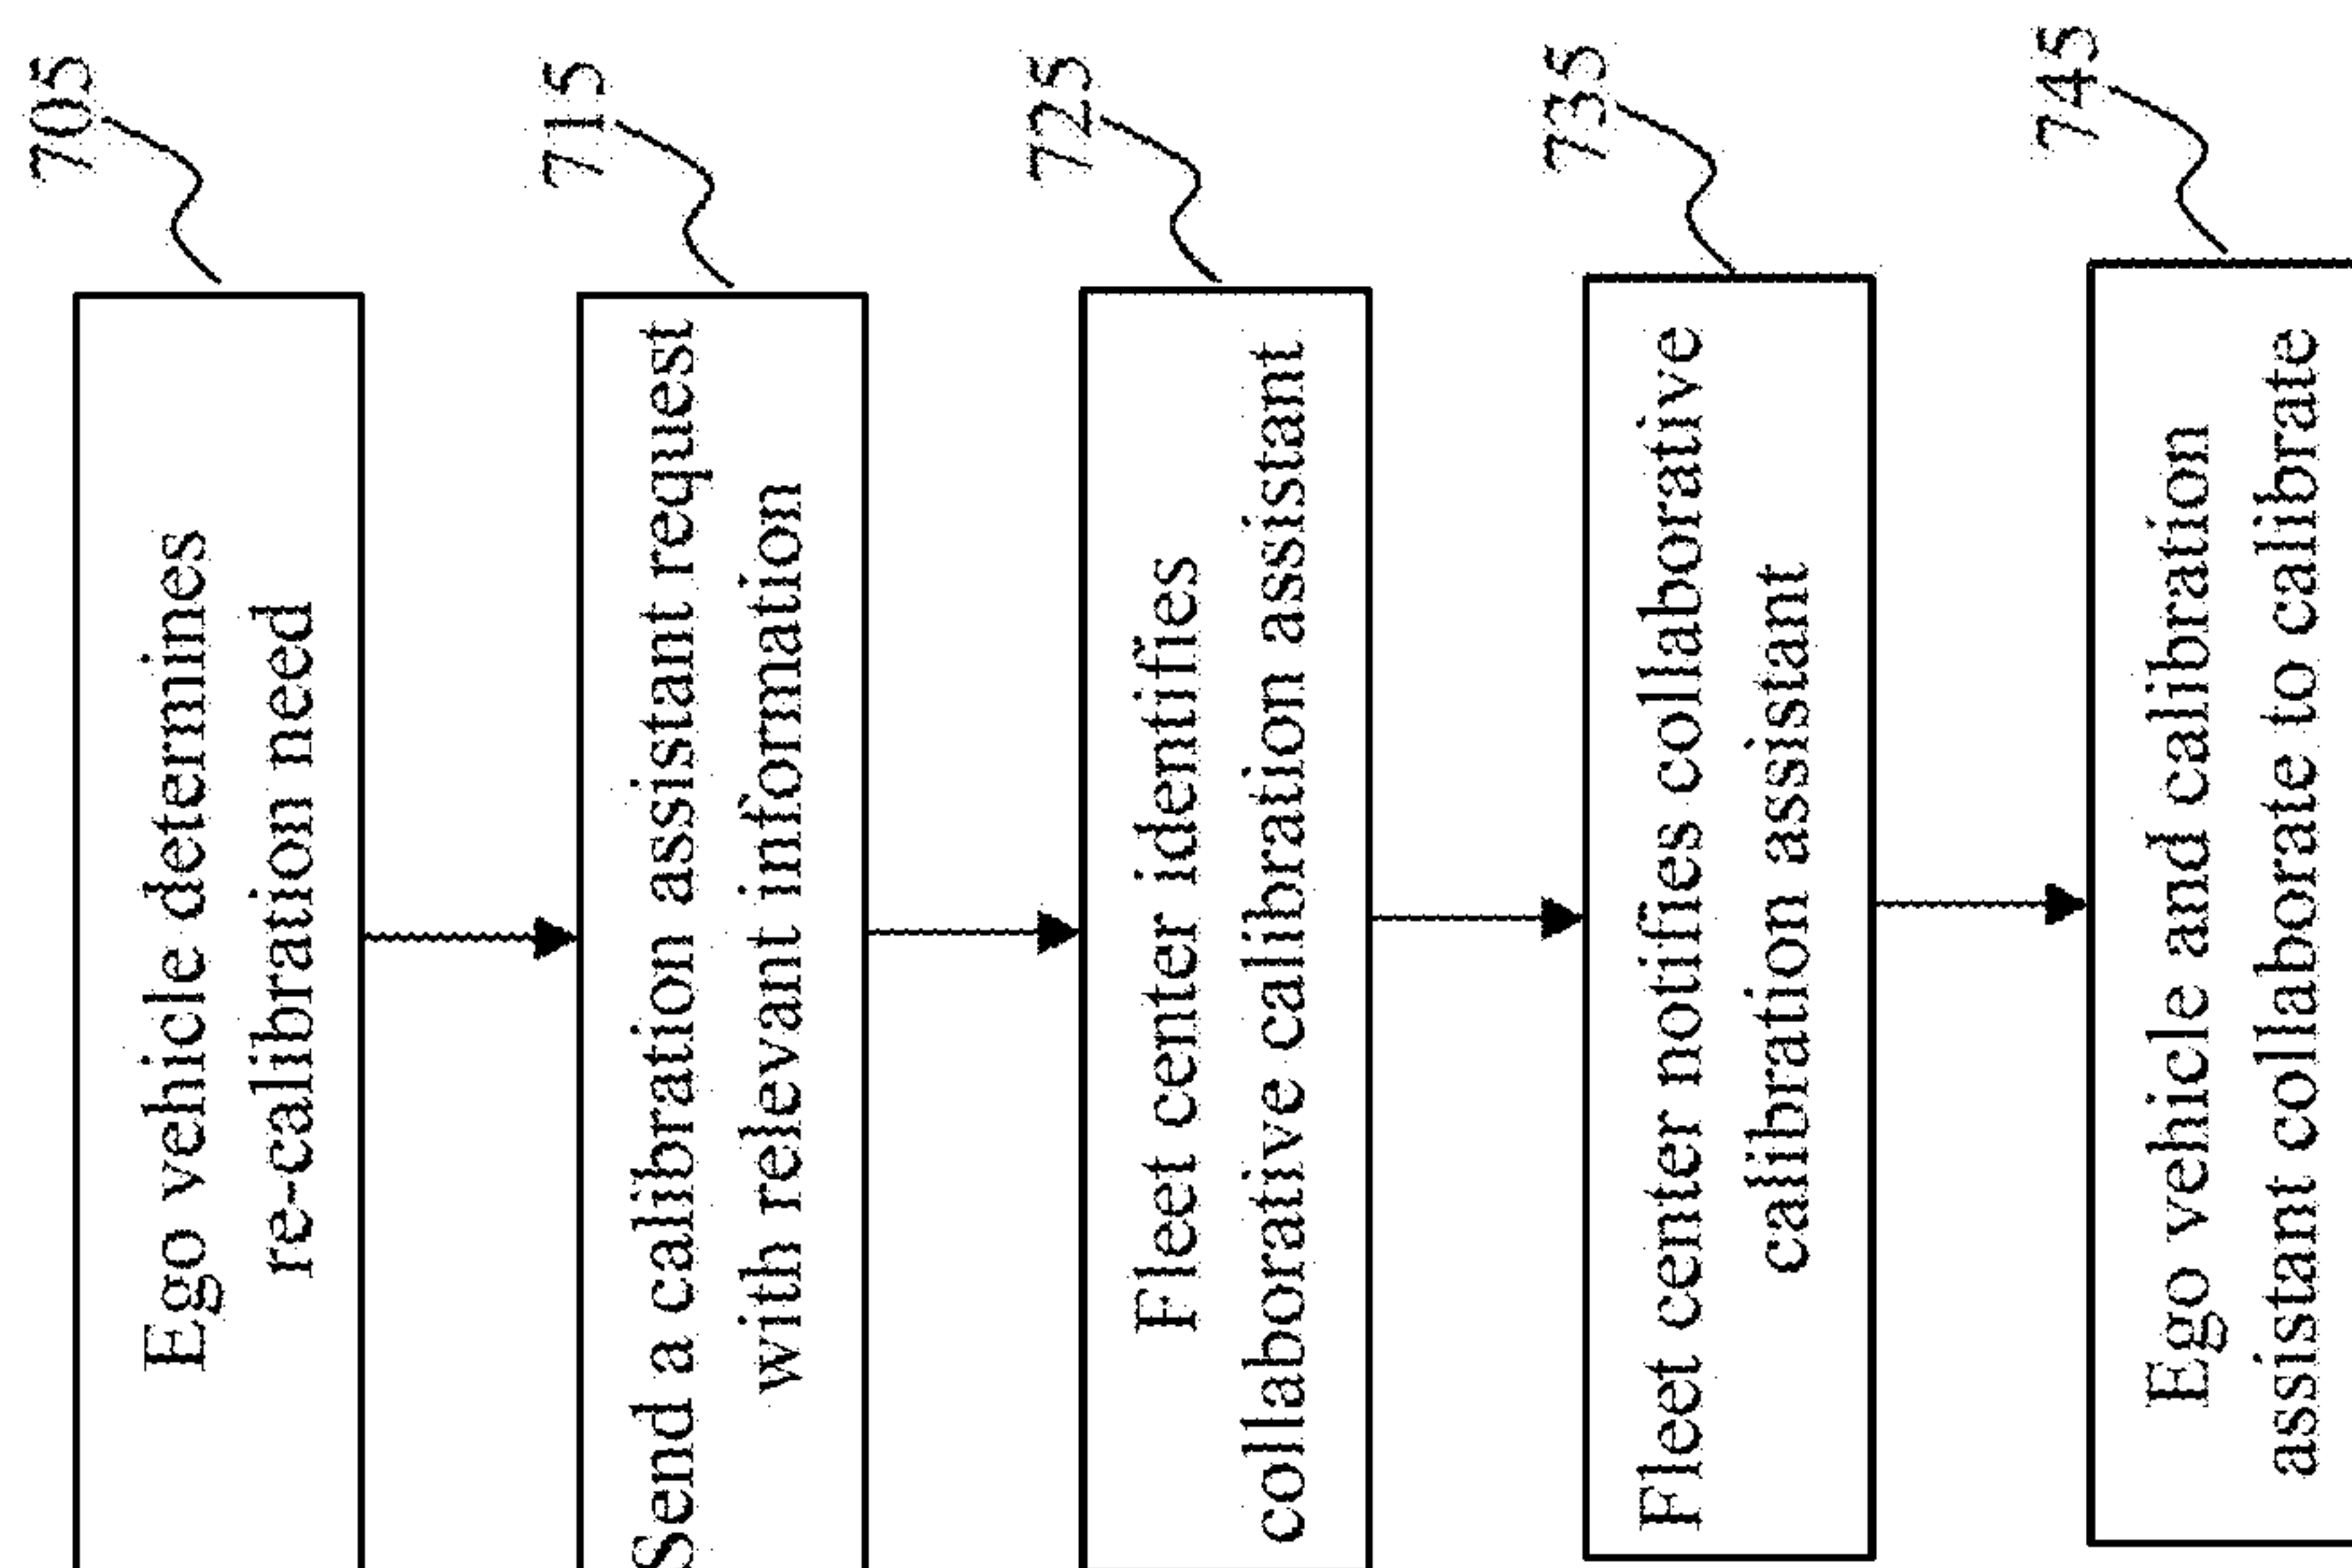 705
Ego vehicle determines
re-calibration need
715
Send a calibration assistant request
with relevant information
725
Fleet center identifies
collaborative calibration assistant
735
Fleet center notifies collaborative
calibration assistant
745
Ego vehicle and calibration
assistant collaborate to calibrate